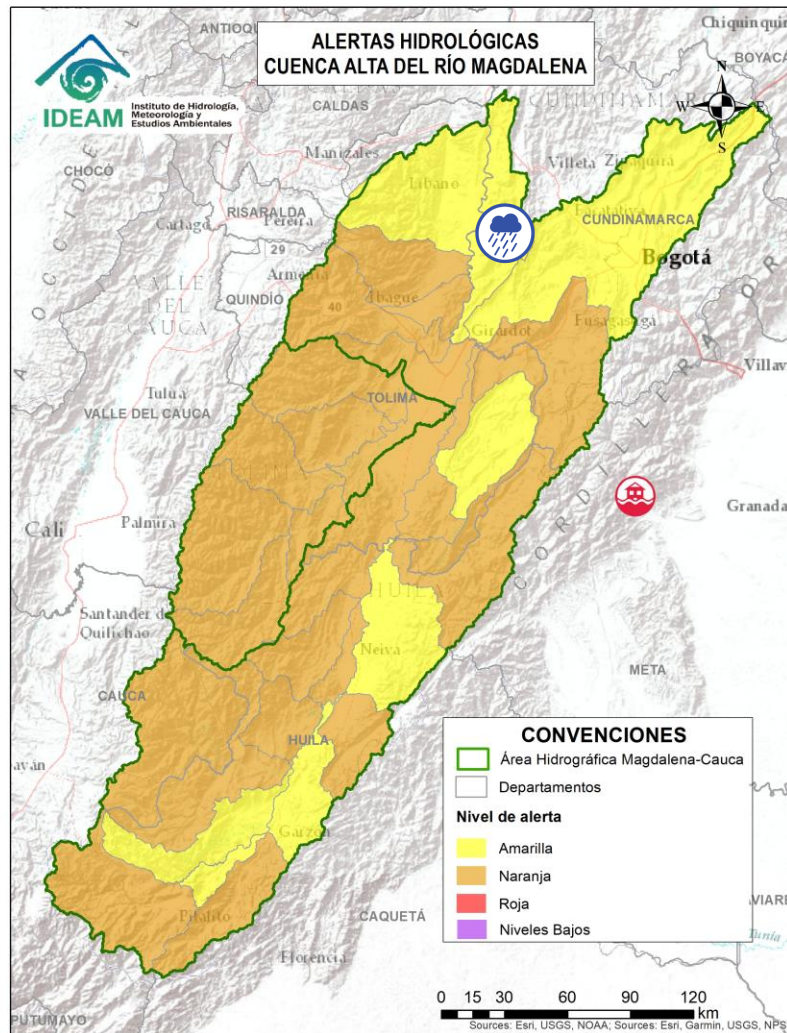 ALERTAS HIDROLÓGICAS
CUENCA ALTA DEL RÍO MAGDALENA
IDEAM
Instituto de Hidrología,
Meteorología y
Estudios Ambientales
ANTIOQUIA
Chiquinquirá
BOYACÁ
N
W
E
S
CALDAS
CUNDINAMARCA
Manizales
Villeta
Zipaquirá
CHOCÓ
Líbano
RISARALDA
Cartago
Pereira
Facatativa
CUNDINAMARCA
29
Bogotá
Armenia
VALLE
DEL
CAUCA
QUINDÍO
Ibague
40
Girardot
Fusagasugá
Villav
Tuluá
VALLE DEL CAUCA
TOLIMA
CORDILLERA
Granada
Cali
Palmira
Santander de
Quilichao
HUILA
META
Neiva
CAUCA
HUILA
ayán
Garzón
Pitalito
CAQUETÁ
Florencia
PUTUMAYO
AVIARE
CONVENCIONES
Área Hidrográfica Magdalena-Cauca
Departamentos
Nivel de alerta
Amarilla
Naranja
Roja
Niveles Bajos
0 15 30 60 90 120
km
Sources: Esri, USGS, NOAA; Sources: Esri, Garmin, USGS, NPS